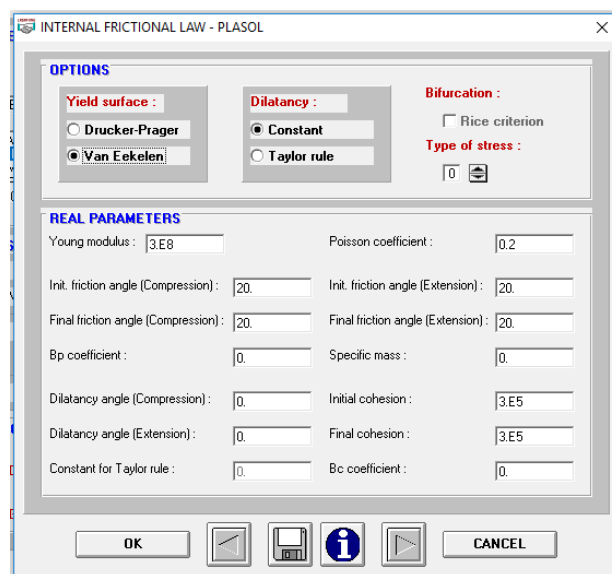 INTERNAL FRICTIONAL LAW - PLASOL
OPTIONS
Yield surface :
Drucker-Prager
Van Eekelen
Dilatancy :
Constant
Taylor rule
Bifurcation :
Rice criterion
Type of stress :
0
REAL PARAMETERS
Young modulus : 3.E8 Poisson coefficient : 0.2
Init. friction angle (Compression) : 20. Init. friction angle (Extension) : 20.
Final friction angle (Compression) : 20. Final friction angle (Extension) : 20.
Bp coefficient : 0. Specific mass : 0.
Dilatancy angle (Compression) : 0. Initial cohesion : 3.E5
Dilatancy angle (Extension) : 0. Final cohesion : 3.E5
Constant for Taylor rule : 0. Bc coefficient : 0.
OK CANCEL